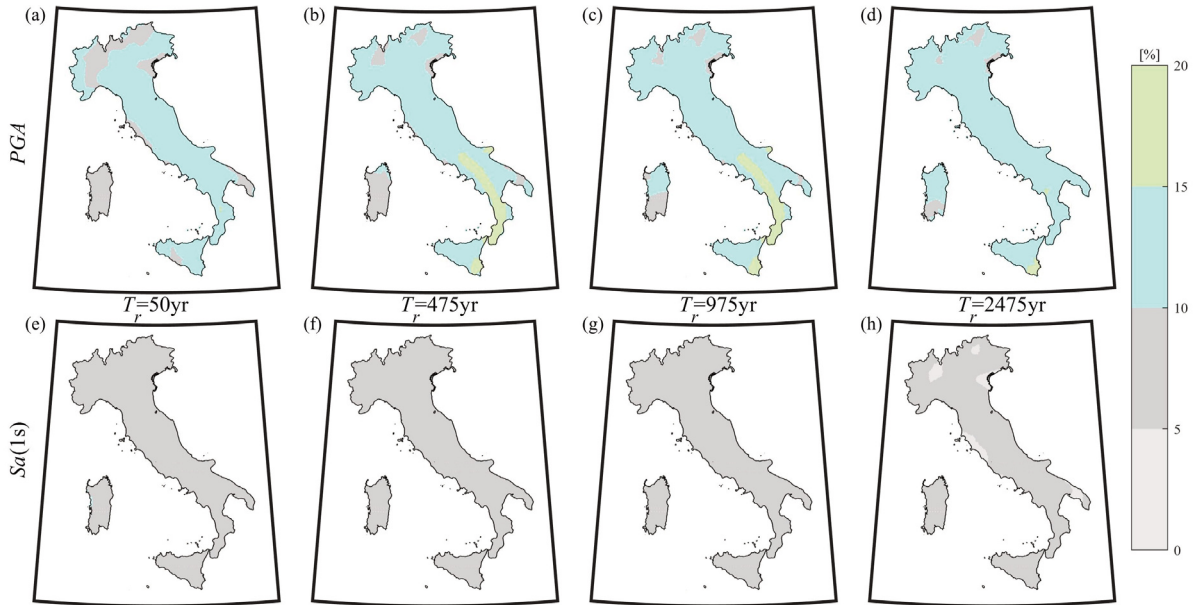 (a)
(b)
(c)
(d)
PGA
[%]
20
15
10
5
0
Tr=50yr
Tr=475yr
Tr=975yr
Tr=2475yr
(e)
(f)
(g)
(h)
Sa(1s)